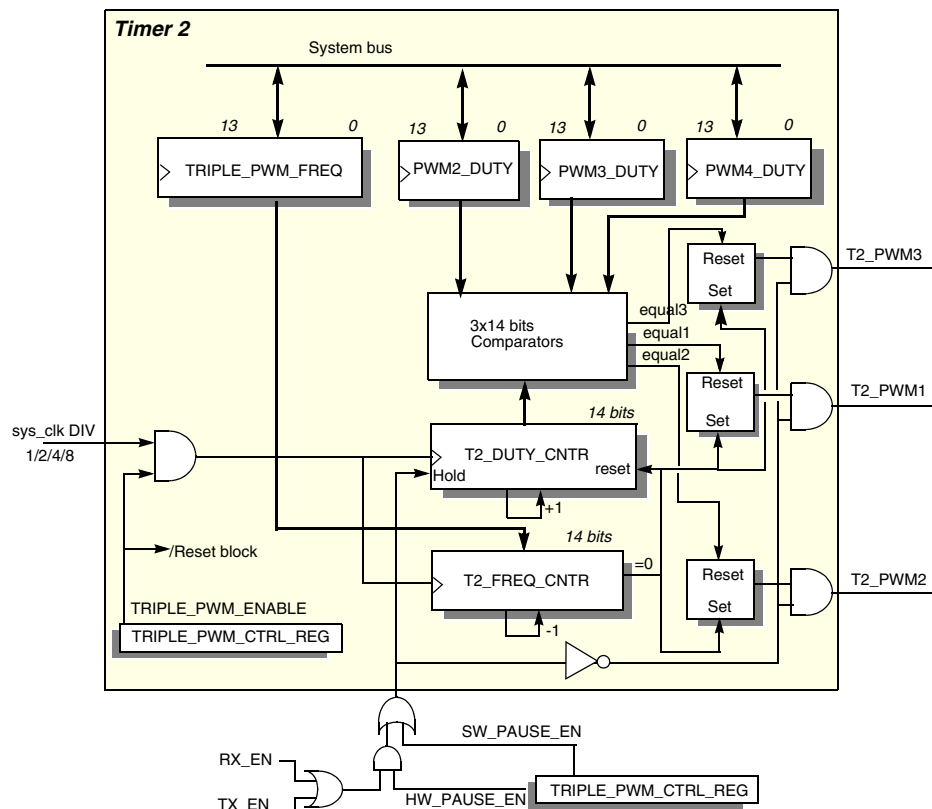 Timer 2
System bus
13 0 13 0 13 0 13 0
TRIPLE_PWM_FREQ
PWM2_DUTY
PWM3_DUTY
PWM4_DUTY
Reset
Set
T2_PWM3
3x14 bits
Comparators
equal3
equal1
equal2
Reset
Set
T2_PWM1
sys_clk DIV
1/2/4/8
14 bits
T2_DUTY_CNTR
Hold
reset
+1
/Reset block
14 bits
T2_FREQ_CNTR
=0
-1
Reset
Set
T2_PWM2
TRIPLE_PWM_ENABLE
TRIPLE_PWM_CTRL_REG
SW_PAUSE_EN
RX_EN
TX_EN
HW_PAUSE_EN
TRIPLE_PWM_CTRL_REG